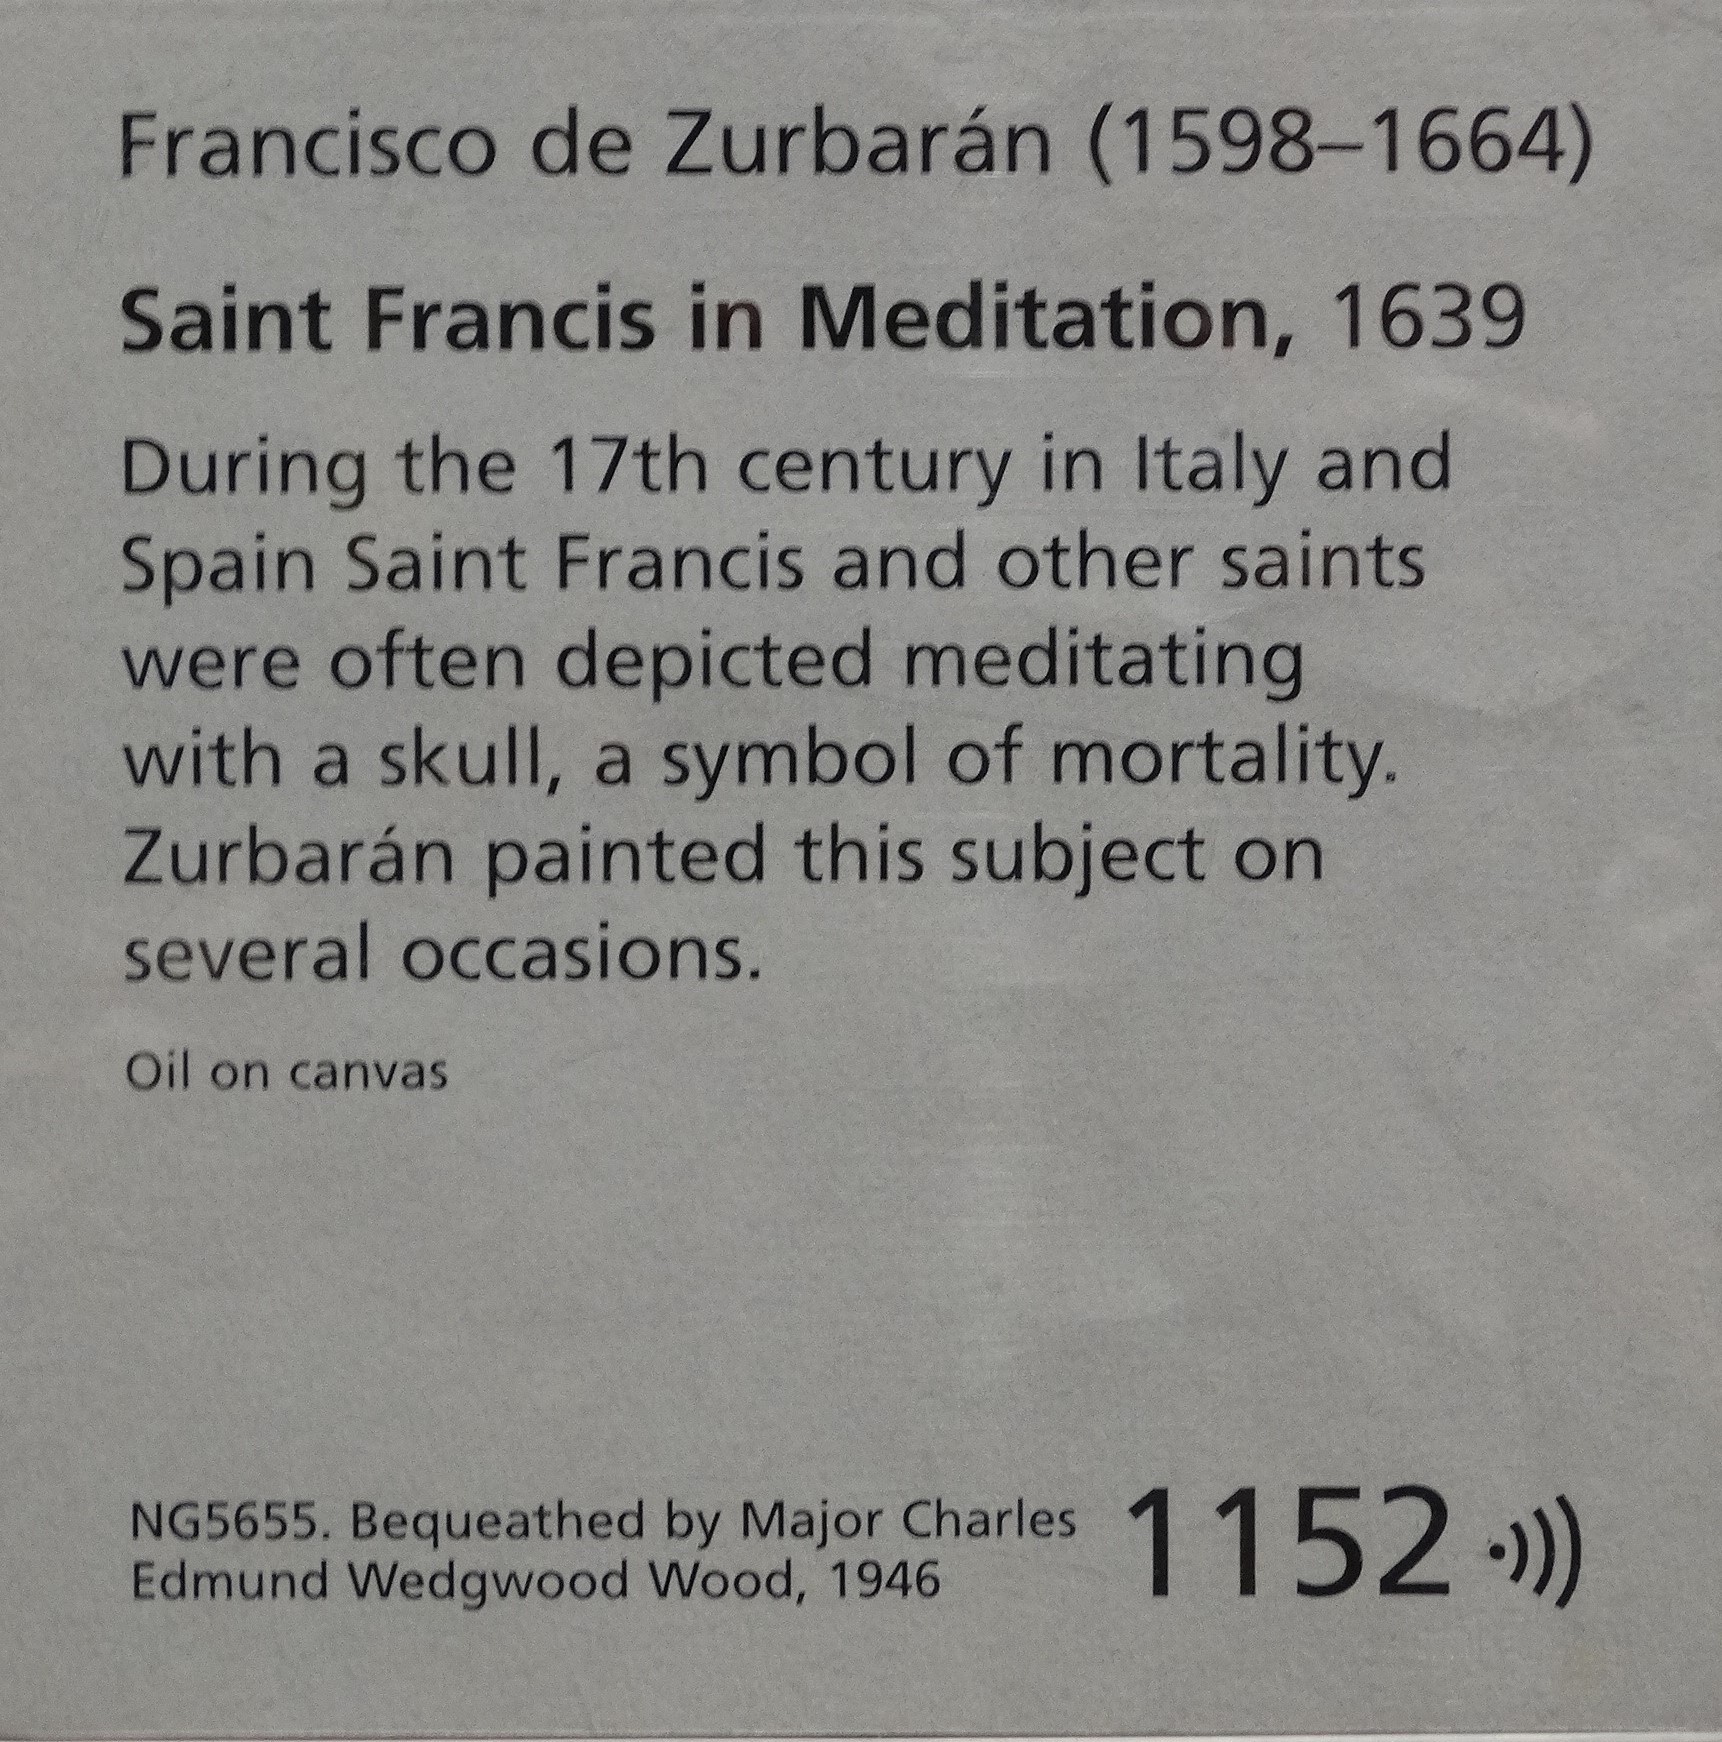 Francisco de Zurbarán (1598–1664)
Saint Francis in Meditation, 1639
During the 17th century in Italy and
Spain Saint Francis and other saints
were often depicted meditating
with a skull, a symbol of mortality.
Zurbarán painted this subject on
several occasions.
Oil on canvas
NG5655. Bequeathed by Major Charles
Edmund Wedgwood Wood, 1946
1152